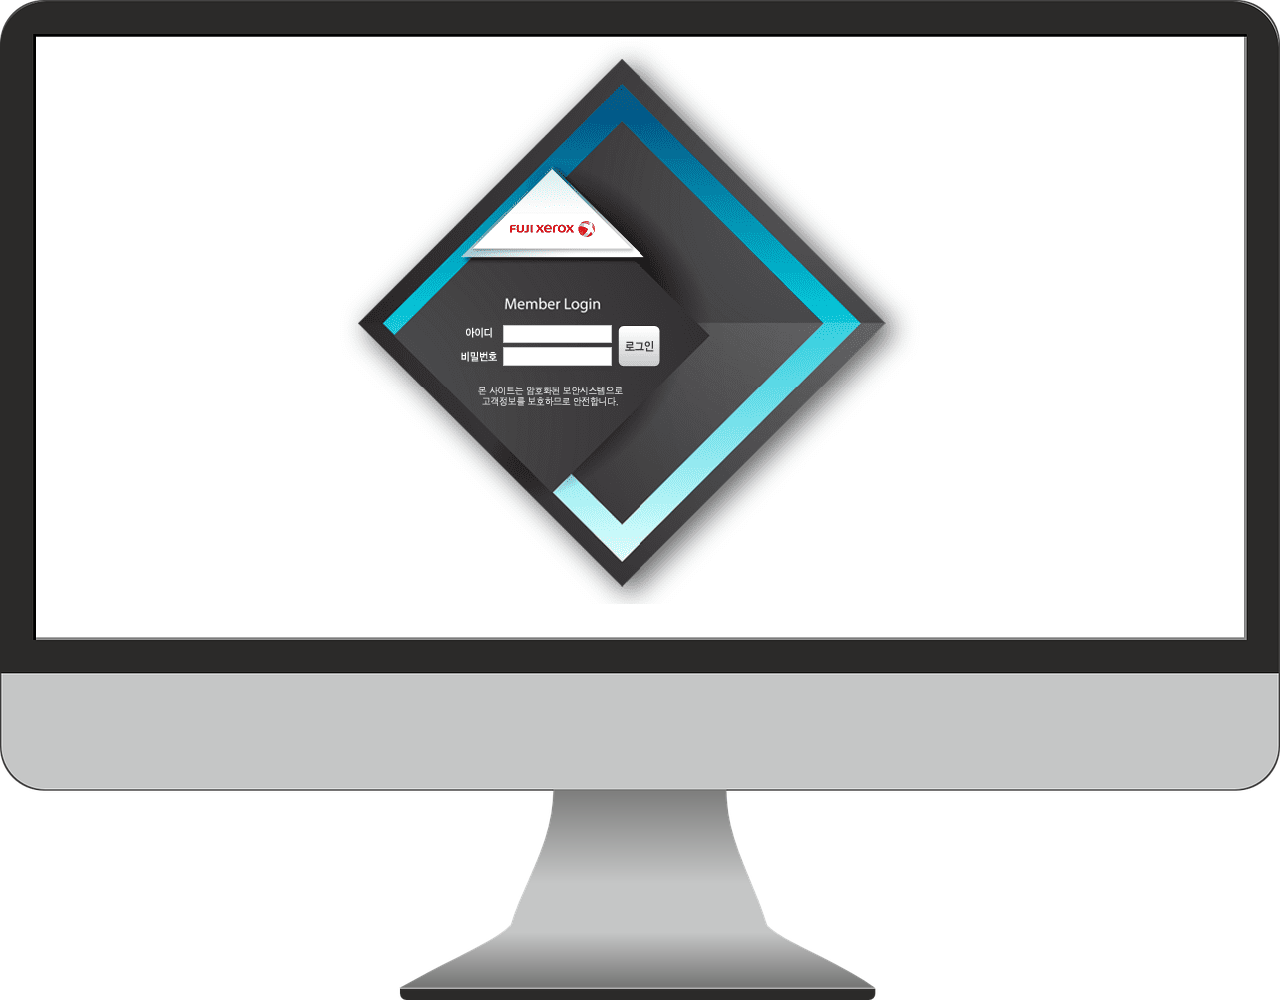 FUJI xerox
Member Login
아이디
비밀번호
로그인
본 사이트는 암호화된 보안시스템으로
고객정보를 보호하므로 안전합니다.